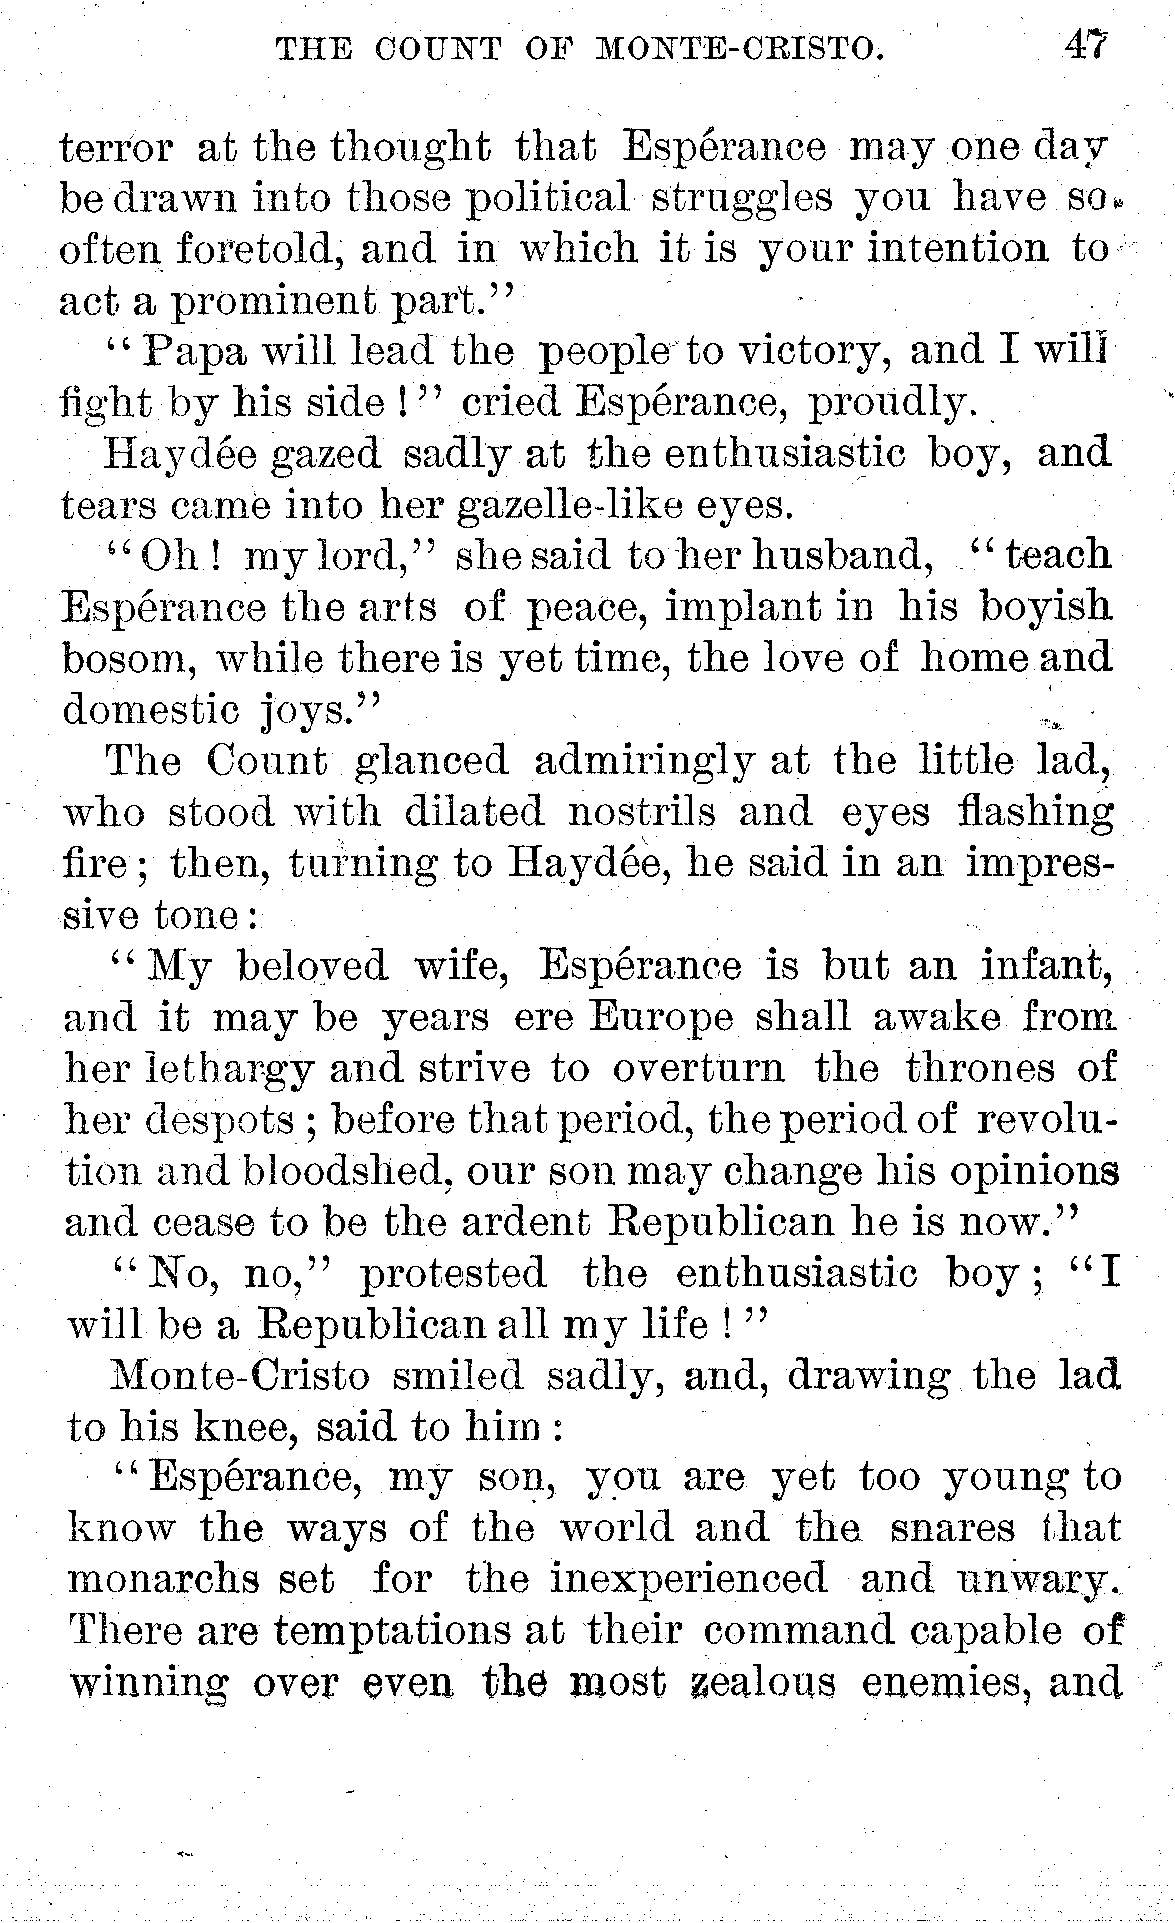 THE COUNT OF MONTE-CRISTO. 47
terror at the thought that Espérance may one day
be drawn into those political struggles you have so
often foretold, and in which it is your intention to
act a prominent part.”
“Papa will lead the people to victory, and I will
fight by his side!” cried Espérance, proudly.
Haydée gazed sadly at the enthusiastic boy, and
tears came into her gazelle-like eyes.
“Oh! my lord,” she said to her husband, “teach
Espérance the arts of peace, implant in his boyish
bosom, while there is yet time, the love of home and
domestic joys.”
The Count glanced admiringly at the little lad,
who stood with dilated nostrils and eyes flashing
fire; then, turning to Haydée, he said in an impres-
sive tone:
“My beloved wife, Espérance is but an infant,
and it may be years ere Europe shall awake from
her lethargy and strive to overturn the thrones of
her despots; before that period, the period of revolu-
tion and bloodshed, our son may change his opinions
and cease to be the ardent Republican he is now.”
“No, no,” protested the enthusiastic boy; “I
will be a Republican all my life!”
Monte-Cristo smiled sadly, and, drawing the lad
to his knee, said to him:
“Espérance, my son, you are yet too young to
know the ways of the world and the snares that
monarchs set for the inexperienced and unwary.
There are temptations at their command capable of
winning over even the most zealous enemies, and